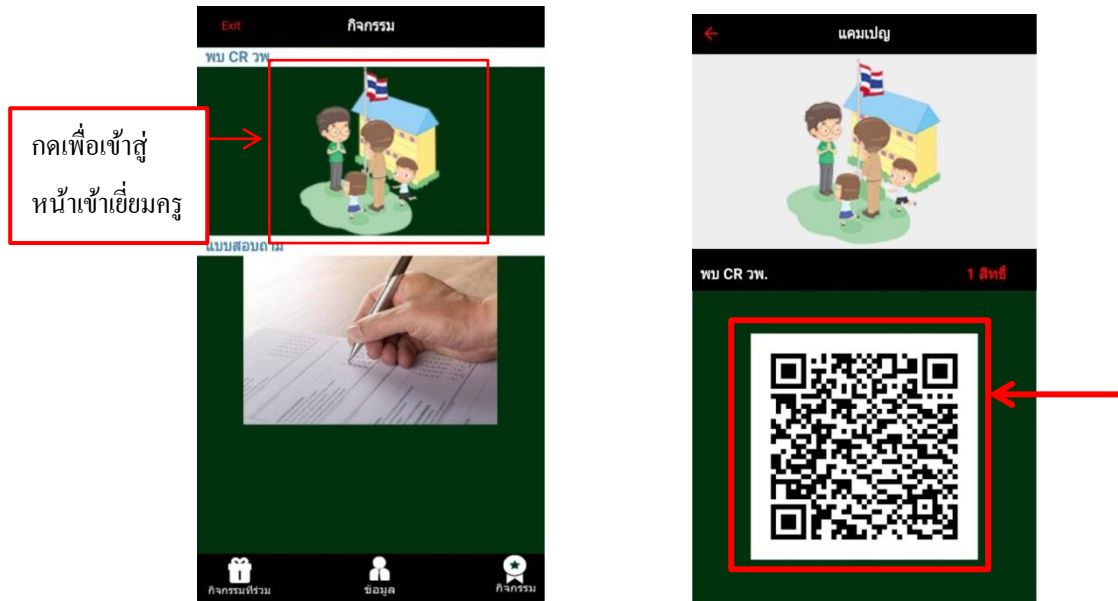 Exit
กิจกรรม
พบ CR วพ
กดเพื่อเข้าสู่
หน้าเข้าเยี่ยมครู
แบบสอบถาม
กิจกรรมที่ร่วม
ข้อมูล
กิจกรรม
แคมเปญ
พบ CR วพ.
1 สิทธิ์